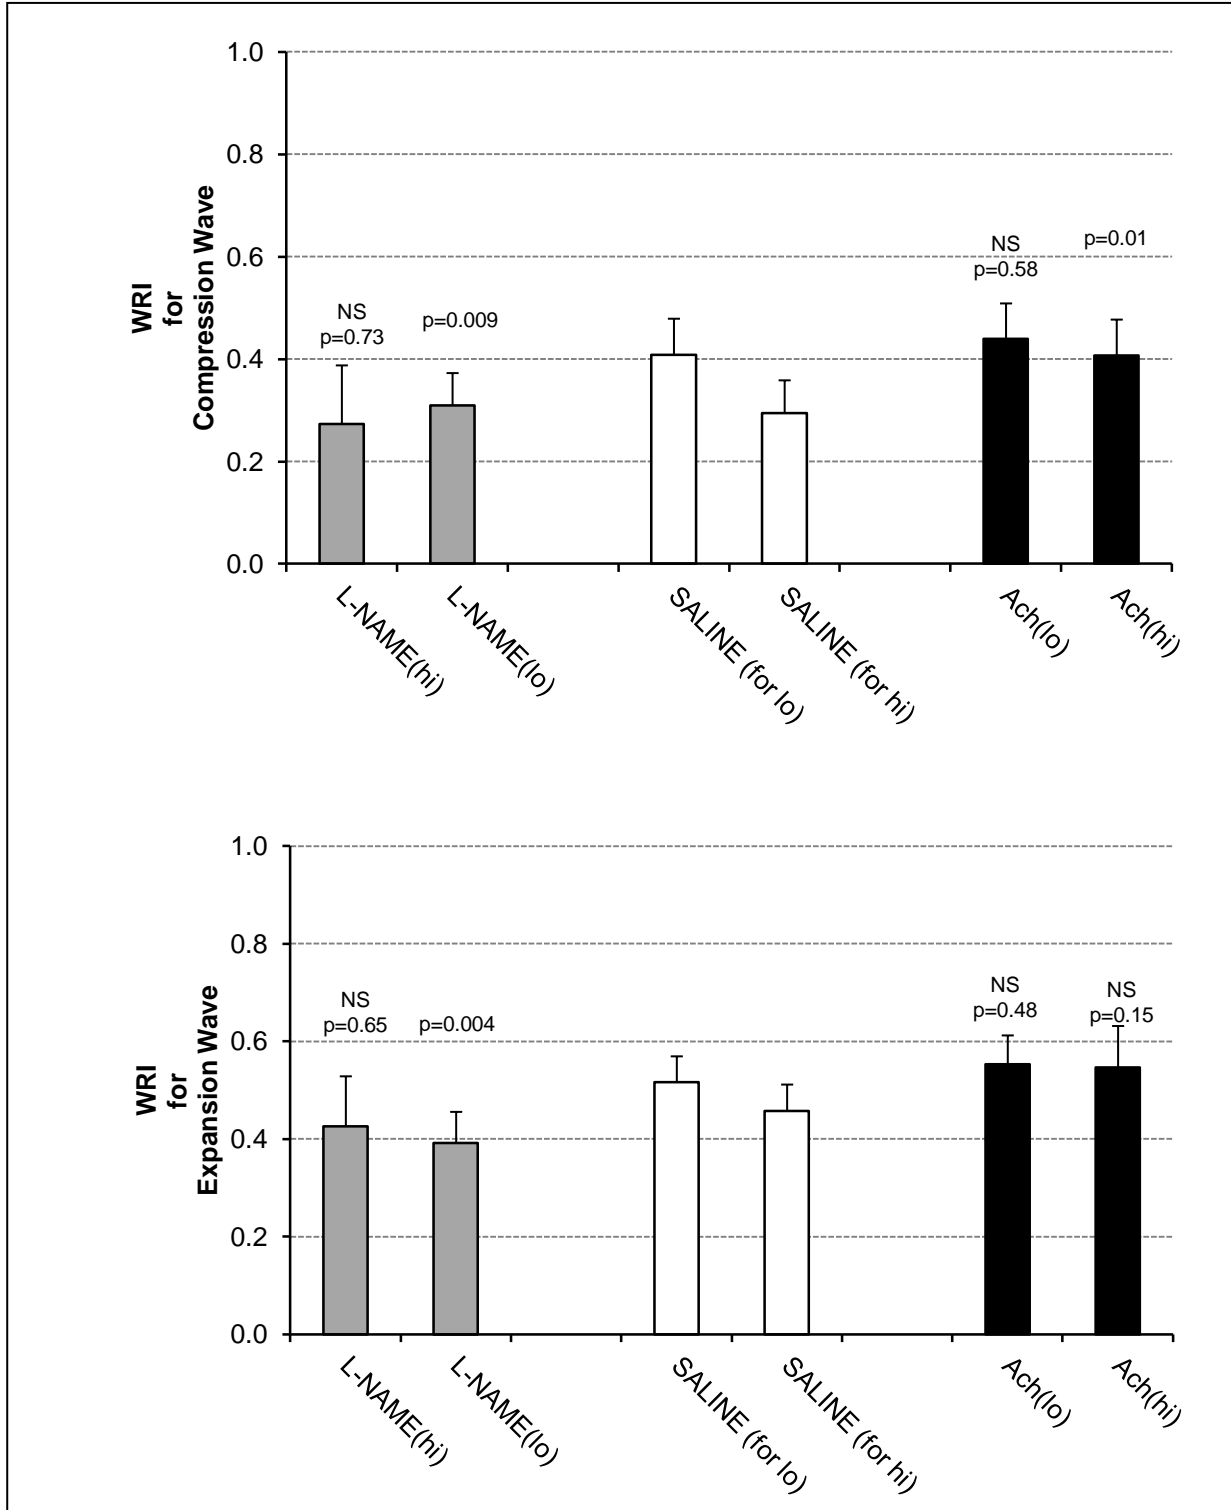 1.0
0.8
0.6
0.4
0.2
0.0
WRI
for
Compression Wave
NS
p=0.73
p=0.009
NS
p=0.58
p=0.01
L-NAME(hi)
L-NAME(lo)
SALINE (for lo)
SALINE (for hi)
Ach(lo)
Ach(hi)
1.0
0.8
0.6
0.4
0.2
0.0
WRI
for
Expansion Wave
NS
p=0.65
p=0.004
NS
p=0.48
NS
p=0.15
L-NAME(hi)
L-NAME(lo)
SALINE (for lo)
SALINE (for hi)
Ach(lo)
Ach(hi)